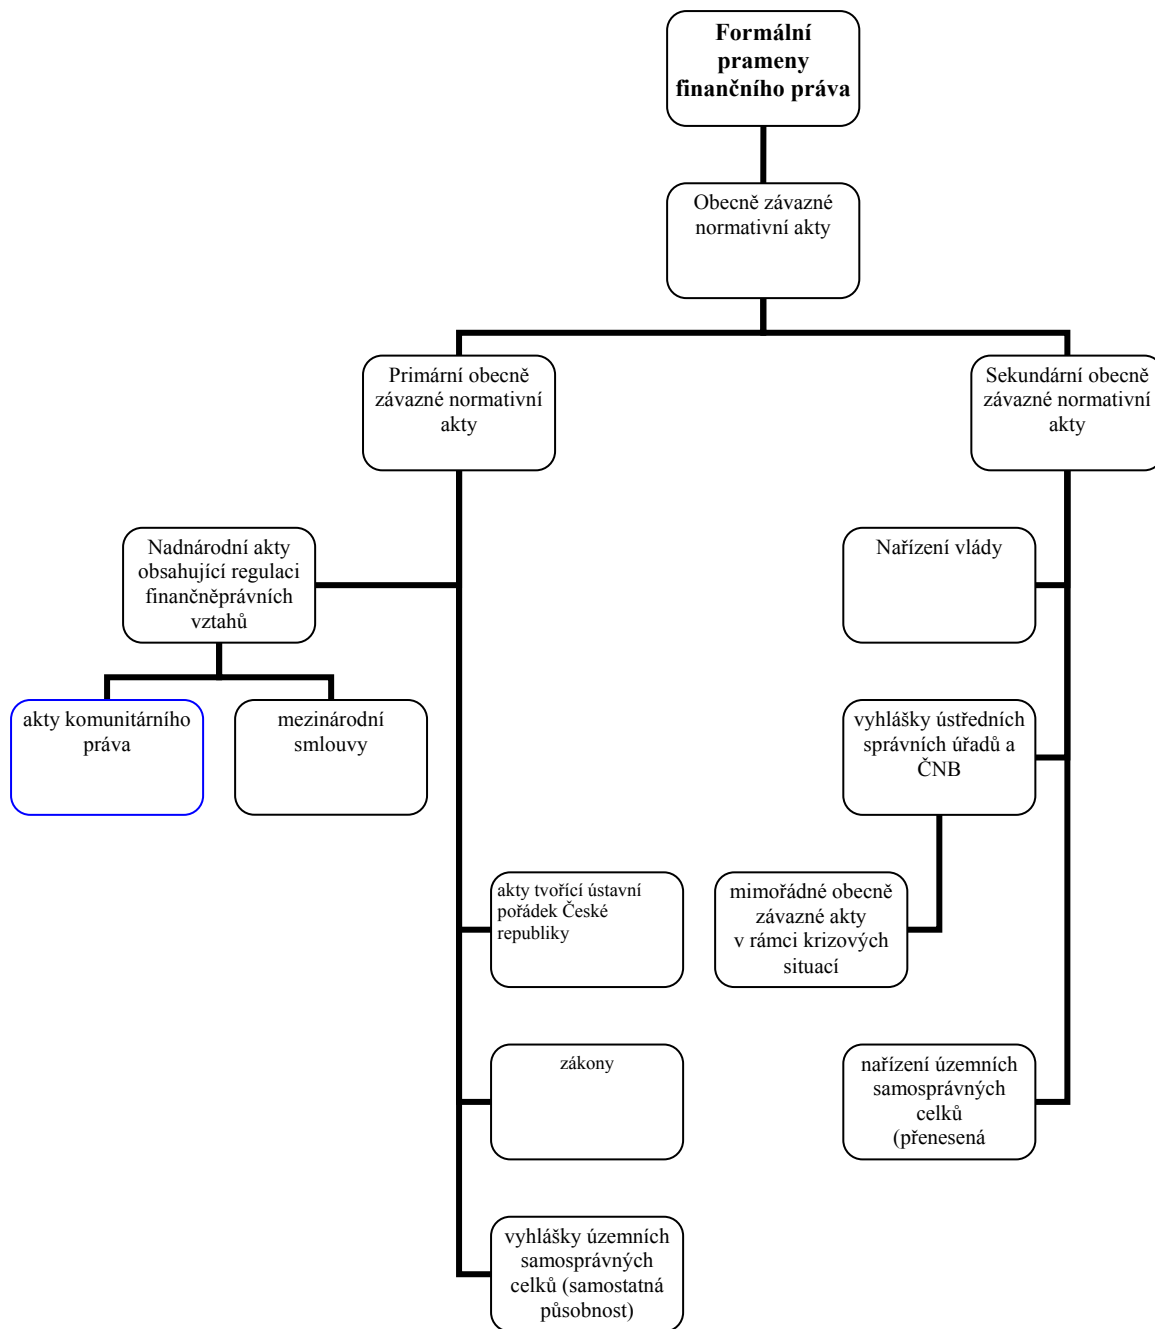 Formální
prameny
finančního práva
Obecně závazné
normativní akty
Primární obecně
závazné normativní
akty
Sekundární obecně
závazné normativní
akty
Nadnárodní akty
obsahující regulaci
finančněprávních
vztahů
Nařízení vlády
akty komunitárního
práva
mezinárodní
smlouvy
vyhlášky ústředních
správních úřadů a
ČNB
akty tvořící ústavní
pořádek České
republiky
mimořádné obecně
závazné akty
v rámci krizových
situací
zákony
nařízení územních
samosprávných
celků
(přenesená
vyhlášky územních
samosprávných
celků (samostatná
působnost)